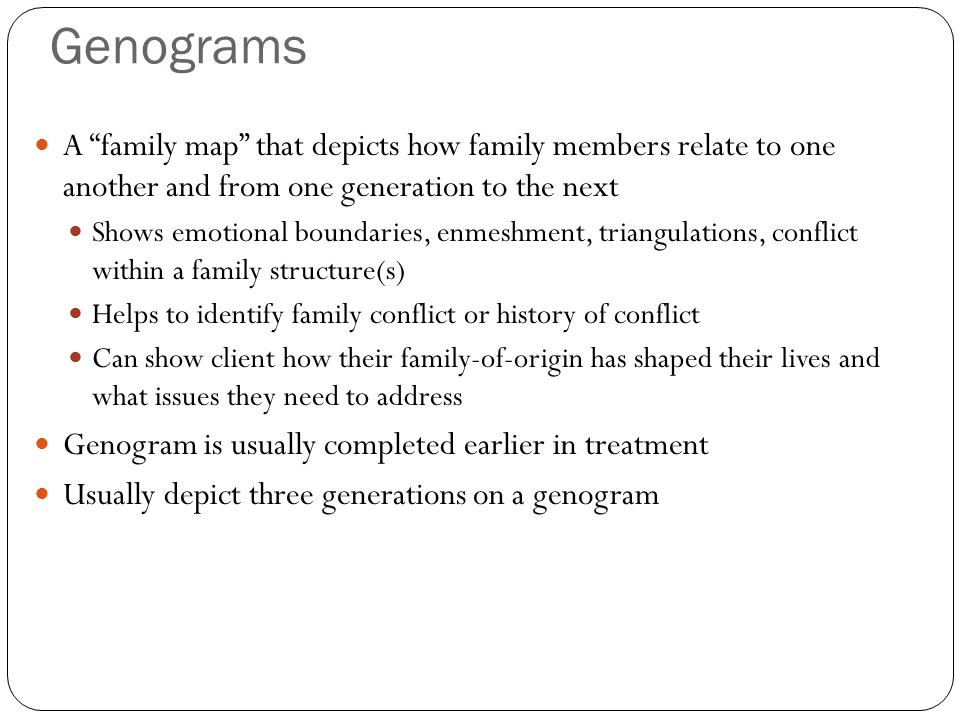 Genograms
• A “family map” that depicts how family members relate to one
another and from one generation to the next
• Shows emotional boundaries, enmeshment, triangulations, conflict
within a family structure(s)
• Helps to identify family conflict or history of conflict
• Can show client how their family-of-origin has shaped their lives and
what issues they need to address
• Genogram is usually completed earlier in treatment
• Usually depict three generations on a genogram